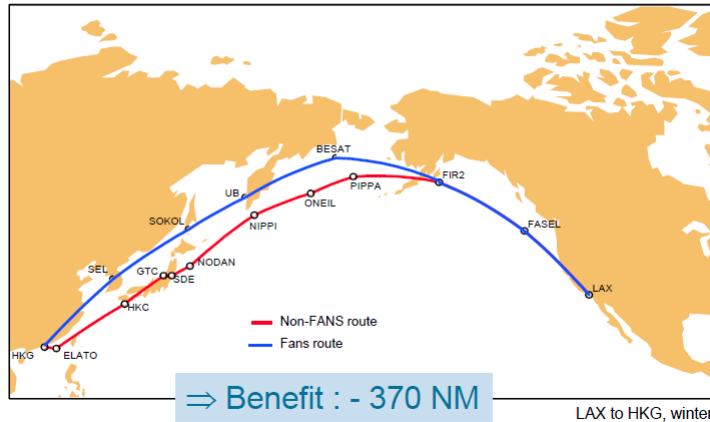 BESAT
FIR2
PIPPA
UB
ONEIL
NIPPI
SOKOL
FASEL
NODAN
SEL
GTC
SDE
LAX
HKC
Non-FANS route
Fans route
HKG
ELATO
⇒ Benefit : - 370 NM
LAX to HKG, winter